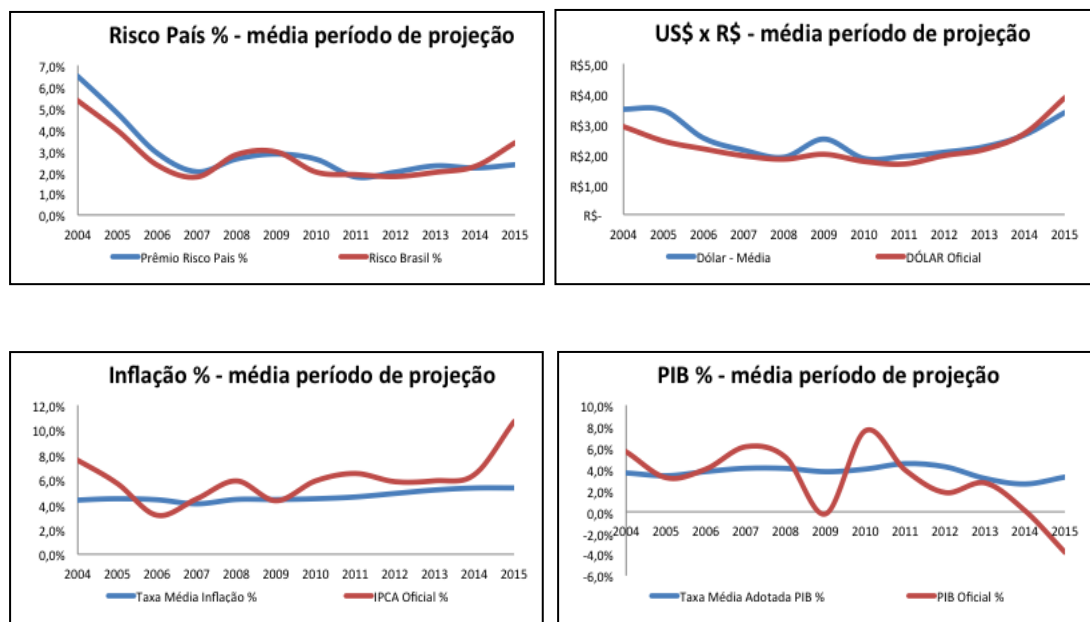 Risco País % - média período de projeção
7,0%
6,0%
5,0%
4,0%
3,0%
2,0%
1,0%
0,0%
2004 2005 2006 2007 2008 2009 2010 2011 2012 2013 2014 2015
Prêmio Risco Pais % Risco Brasil %
US$ x R$ - média período de projeção
R$5,00
R$4,00
R$3,00
R$2,00
R$1,00
R$-
2004 2005 2006 2007 2008 2009 2010 2011 2012 2013 2014 2015
Dólar - Média DÓLAR Oficial
Inflação % - média período de projeção
12,0%
10,0%
8,0%
6,0%
4,0%
2,0%
0,0%
2004 2005 2006 2007 2008 2009 2010 2011 2012 2013 2014 2015
Taxa Média Inflação % IPCA Oficial %
PIB % - média período de projeção
10,0%
8,0%
6,0%
4,0%
2,0%
0,0%
-2,0%
-4,0%
-6,0%
2004 2005 2006 2007 2008 2009 2010 2011 2012 2013 2014 2015
Taxa Média Adotada PIB % PIB Oficial %